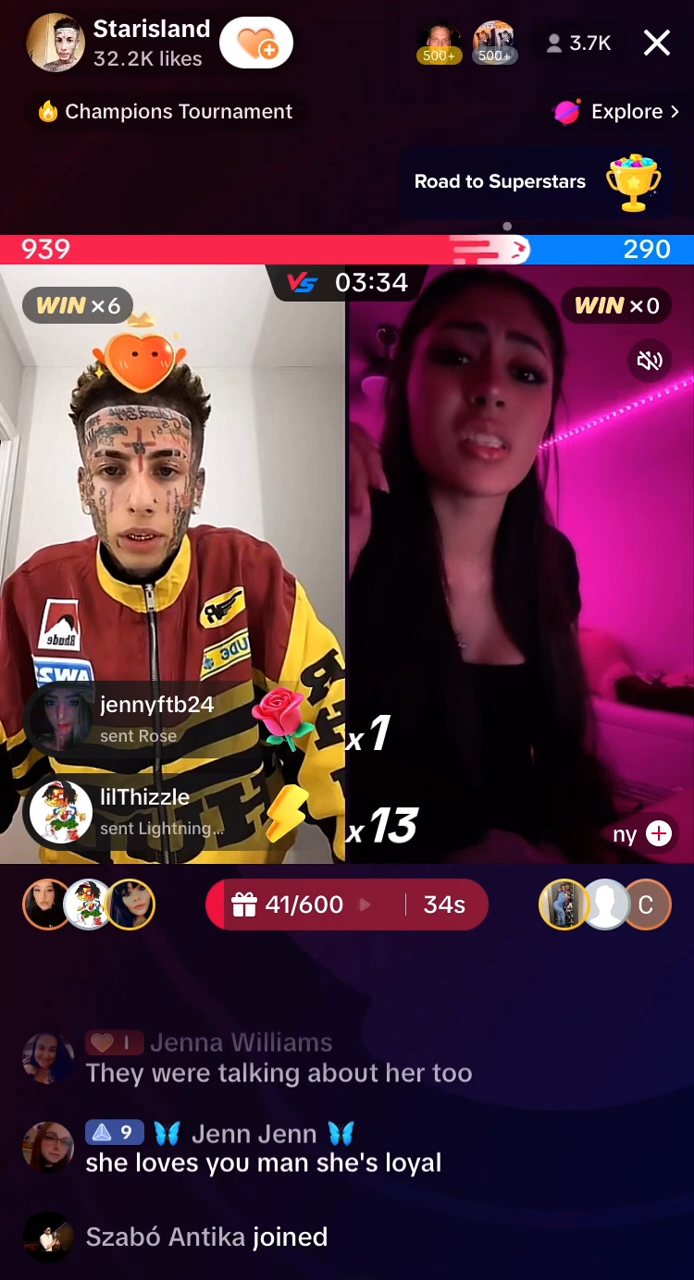 Starisland
32.2K likes
500+
500+
3.7K
Champions Tournament
Explore >
Road to Superstars
939
290
VS 03:34
WIN ×6
WIN ×0
Rhude
jennyftb24
sent Rose
x1
lilThizzle
sent Lightning...
x13
ny
41/600
34s
C
I Jenna Williams
They were talking about her too
9 Jenn Jenn
she loves you man she's loyal
Szabó Antika joined